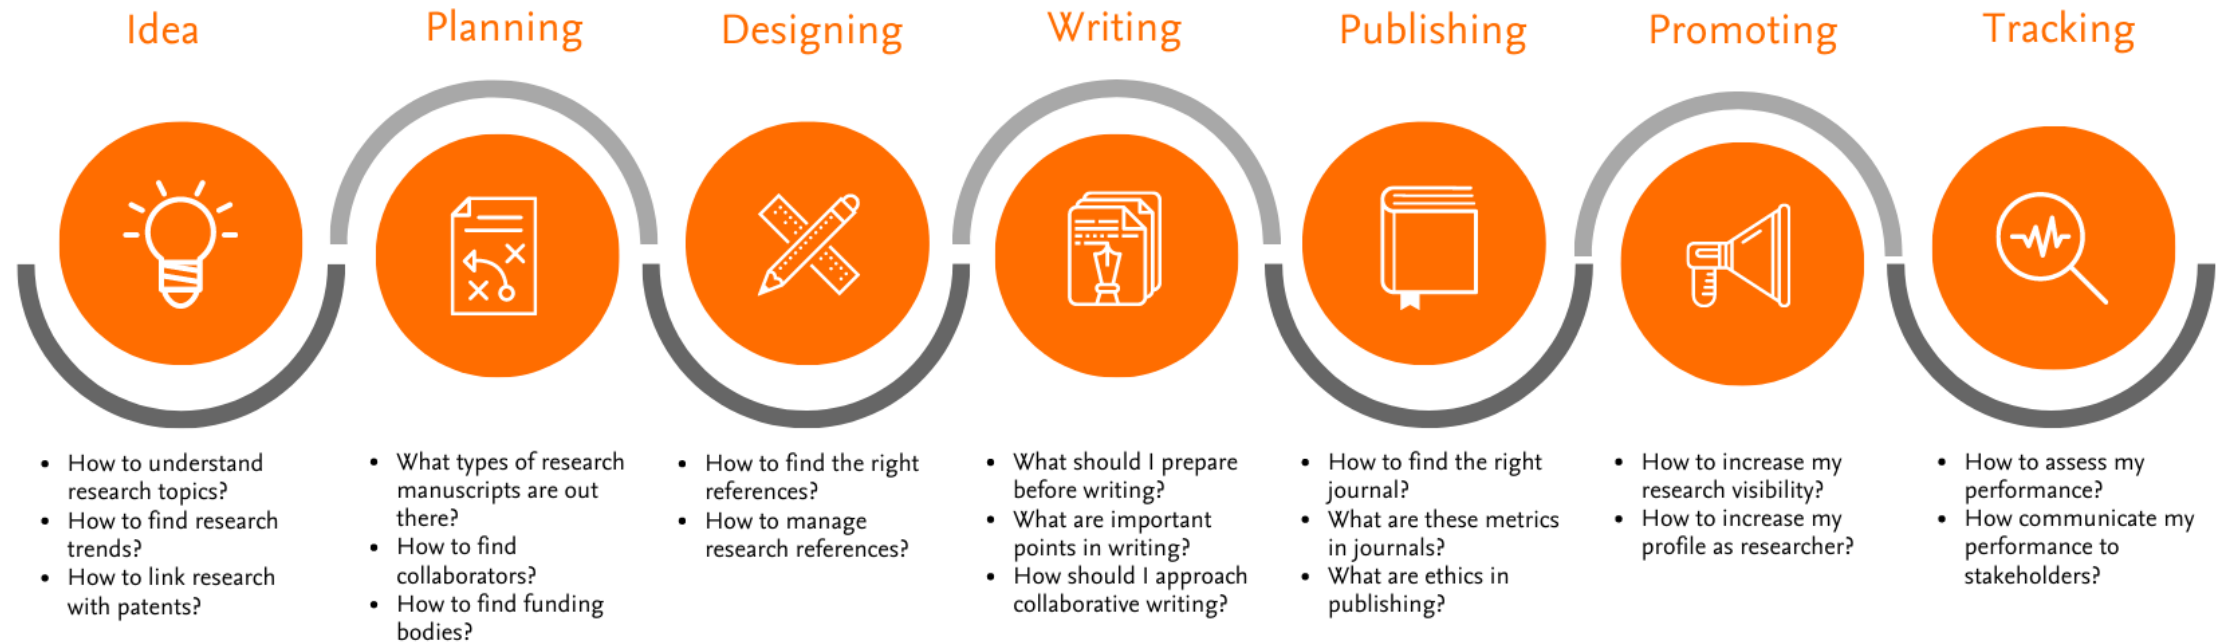 Idea
Planning
Designing
Writing
Publishing
Promoting
Tracking
• How to understand
research topics?
• How to find research
trends?
• How to link research
with patents?
• What types of research
manuscripts are out
there?
• How to find
collaborators?
• How to find funding
bodies?
• How to find the right
references?
• How to manage
research references?
• What should I prepare
before writing?
• What are important
points in writing?
• How should I approach
collaborative writing?
• How to find the right
journal?
• What are these metrics
in journals?
• What are ethics in
publishing?
• How to increase my
research visibility?
• How to increase my
profile as researcher?
• How to assess my
performance?
• How communicate my
performance to
stakeholders?